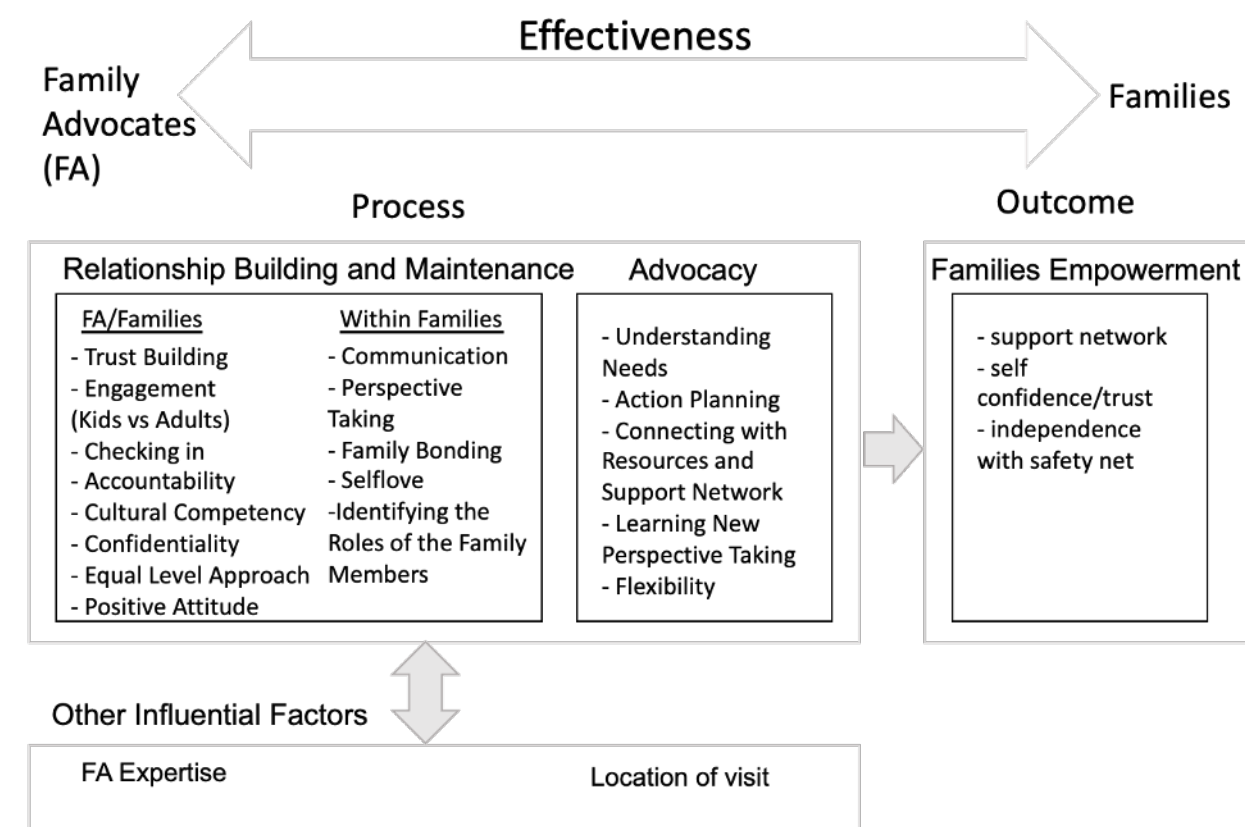 Effectiveness
Family
Advocates
(FA)
Families
Process
Outcome
Relationship Building and Maintenance
FA/Families
- Trust Building
- Engagement
(Kids vs Adults)
- Checking in
- Accountability
- Cultural Competency
- Confidentiality
- Equal Level Approach
- Positive Attitude
Within Families
- Communication
- Perspective
Taking
- Family Bonding
- Selflove
-Identifying the
Roles of the Family
Members
Advocacy
- Understanding
Needs
- Action Planning
- Connecting with
Resources and
Support Network
- Learning New
Perspective Taking
- Flexibility
Families Empowerment
- support network
- self
confidence/trust
- independence
with safety net
Other Influential Factors
FA Expertise
Location of visit